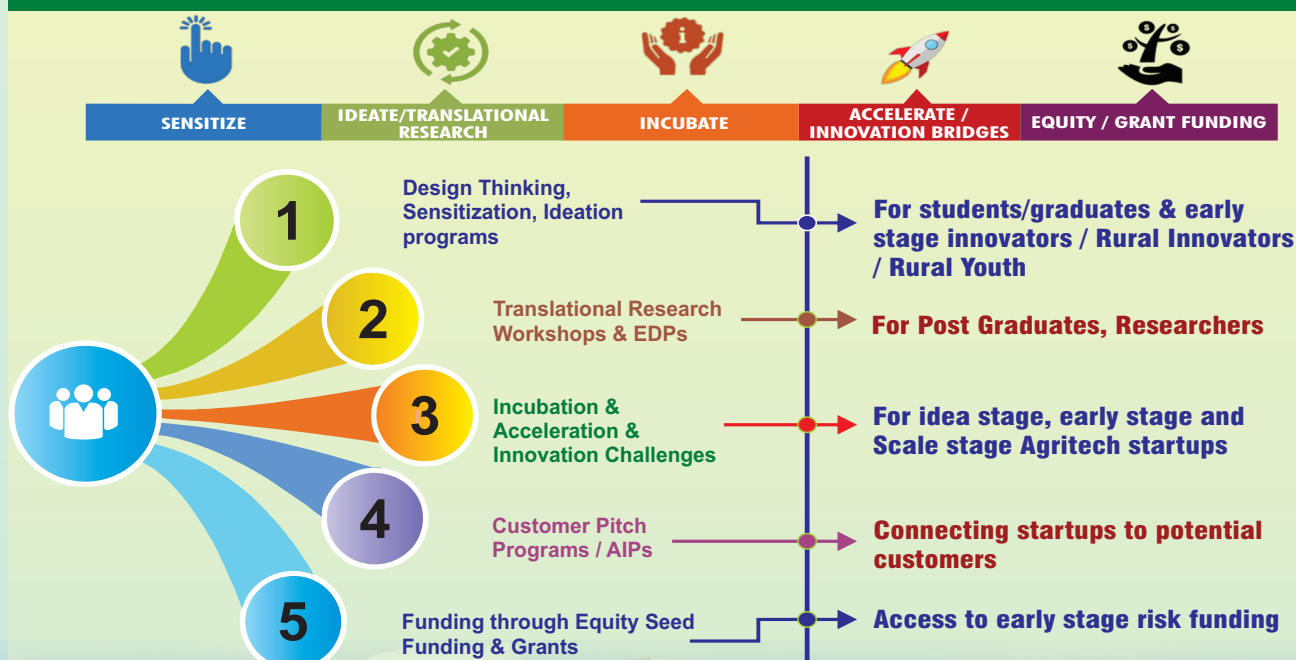 SENSITIZE
IDEATE/TRANSLATIONAL
RESEARCH
INCUBATE
ACCELERATE /
INNOVATION BRIDGES
EQUITY / GRANT FUNDING
1
Design Thinking,
Sensitization, Ideation
programs
For students/graduates & early
stage innovators / Rural Innovators
/ Rural Youth
2
Translational Research
Workshops & EDPs
For Post Graduates, Researchers
3
Incubation &
Acceleration &
Innovation Challenges
For idea stage, early stage and
Scale stage Agritech startups
4
Customer Pitch
Programs / AIPs
Connecting startups to potential
customers
5
Funding through Equity Seed
Funding & Grants
Access to early stage risk funding